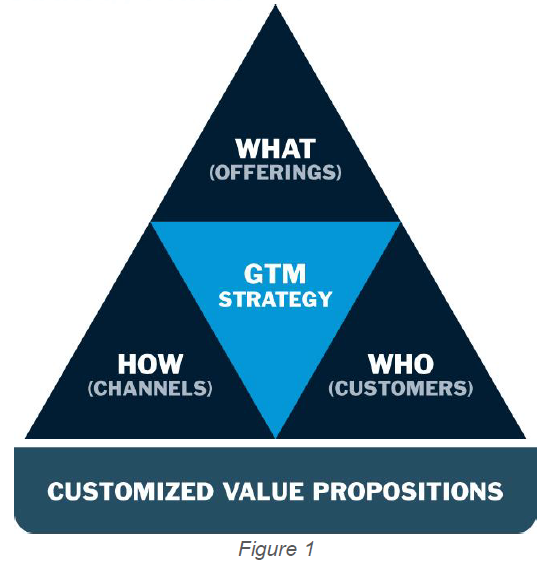 WHAT
(OFFERINGS)
GTM
STRATEGY
HOW
(CHANNELS)
WHO
(CUSTOMERS)
CUSTOMIZED VALUE PROPOSITIONS
Figure 1